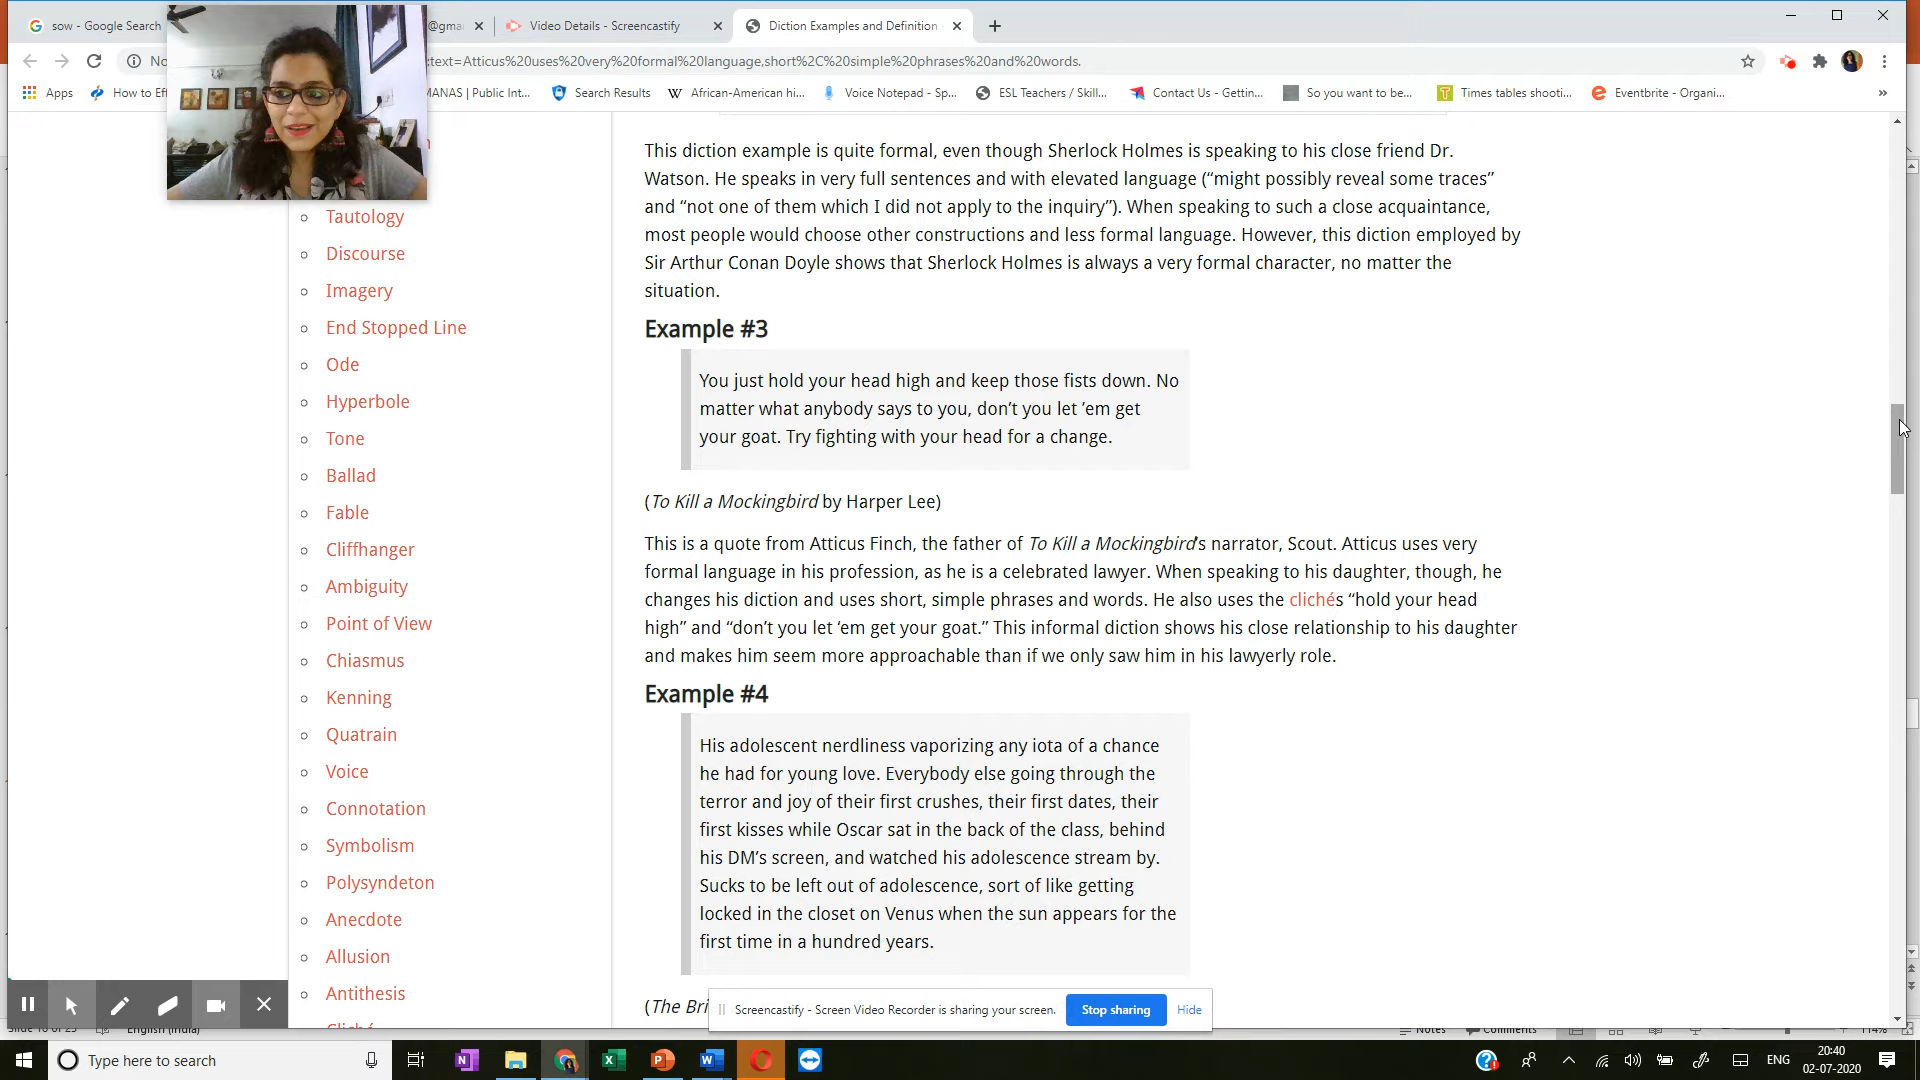 sow - Google Search
@gma
Video Details - Screencastify
Diction Examples and Definition
No
text=Atticus%20uses%20very%20formal%20language,short%2C%20simple%20phrases%20and%20words.
Apps
How to Ef
MANAS | Public Int...
Search Results
African-American hi...
Voice Notepad - Sp...
ESL Teachers / Skill...
Contact Us - Gettin...
So you want to be...
Times tables shooti...
Eventbrite - Organi...
Tautology
Discourse
Imagery
End Stopped Line
Ode
Hyperbole
Tone
Ballad
Fable
Cliffhanger
Ambiguity
Point of View
Chiasmus
Kenning
Quatrain
Voice
Connotation
Symbolism
Polysyndeton
Anecdote
Allusion
Antithesis
Cliché
This diction example is quite formal, even though Sherlock Holmes is speaking to his close friend Dr.
Watson. He speaks in very full sentences and with elevated language (“might possibly reveal some traces”
and “not one of them which I did not apply to the inquiry”). When speaking to such a close acquaintance,
most people would choose other constructions and less formal language. However, this diction employed by
Sir Arthur Conan Doyle shows that Sherlock Holmes is always a very formal character, no matter the
situation.
Example #3
You just hold your head high and keep those fists down. No
matter what anybody says to you, don’t you let ’em get
your goat. Try fighting with your head for a change.
(To Kill a Mockingbird by Harper Lee)
This is a quote from Atticus Finch, the father of To Kill a Mockingbird’s narrator, Scout. Atticus uses very
formal language in his profession, as he is a celebrated lawyer. When speaking to his daughter, though, he
changes his diction and uses short, simple phrases and words. He also uses the clichés “hold your head
high” and “don’t you let ‘em get your goat.” This informal diction shows his close relationship to his daughter
and makes him seem more approachable than if we only saw him in his lawyerly role.
Example #4
His adolescent nerdliness vaporizing any iota of a chance
he had for young love. Everybody else going through the
terror and joy of their first crushes, their first dates, their
first kisses while Oscar sat in the back of the class, behind
his DM’s screen, and watched his adolescence stream by.
Sucks to be left out of adolescence, sort of like getting
locked in the closet on Venus when the sun appears for the
first time in a hundred years.
(The Bri
Screencastify - Screen Video Recorder is sharing your screen.
Stop sharing
Hide
Slide 16 of 25
English (India)
Notes
Comments
114%
Type here to search
ENG
20:40
02-07-2020